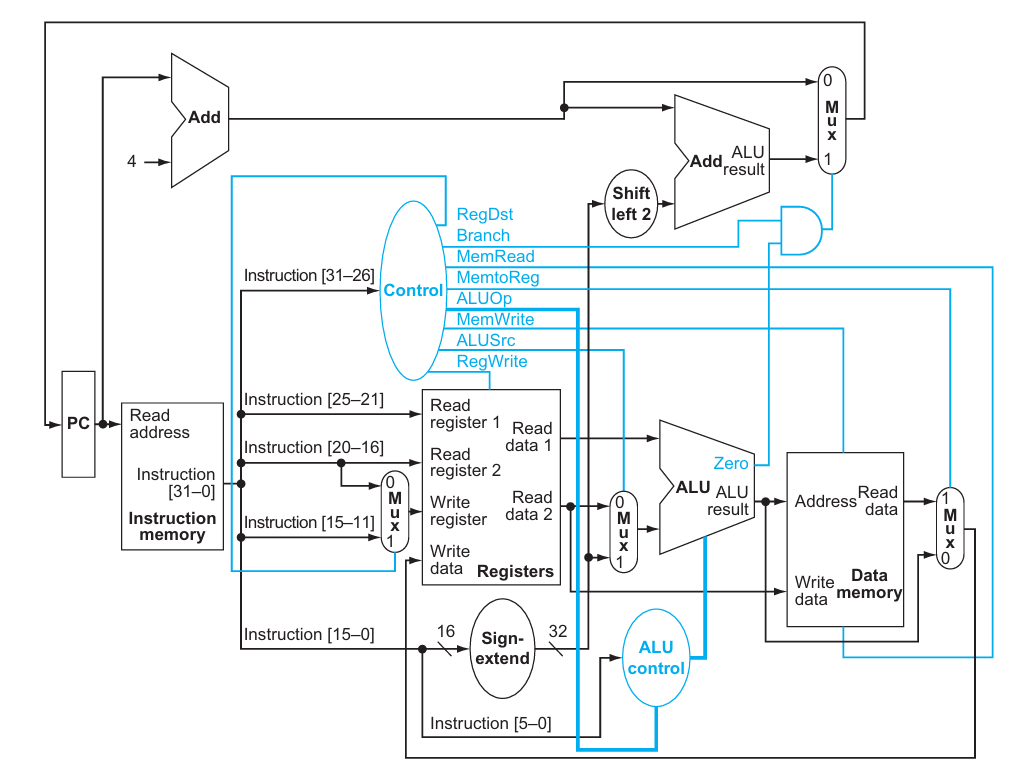 Add
4
0
Mux
1
Add ALU result
Shift left 2
RegDst
Branch
MemRead
MemtoReg
ALUOp
MemWrite
ALUSrc
RegWrite
Control
Instruction [31–26]
Instruction [25–21]
Instruction [20–16]
Instruction [15–11]
Instruction [15–0]
Instruction [5–0]
PC
Read
address
Instruction
[31–0]
Instruction
memory
0
Mux
1
Read
register 1
Read
register 2
Write
register
Write
data
Read
data 1
Read
data 2
Registers
0
Mux
1
Zero
ALU
ALU
result
Address
Read
data
Write
data
Data
memory
1
Mux
0
16
Sign-
extend
32
ALU
control